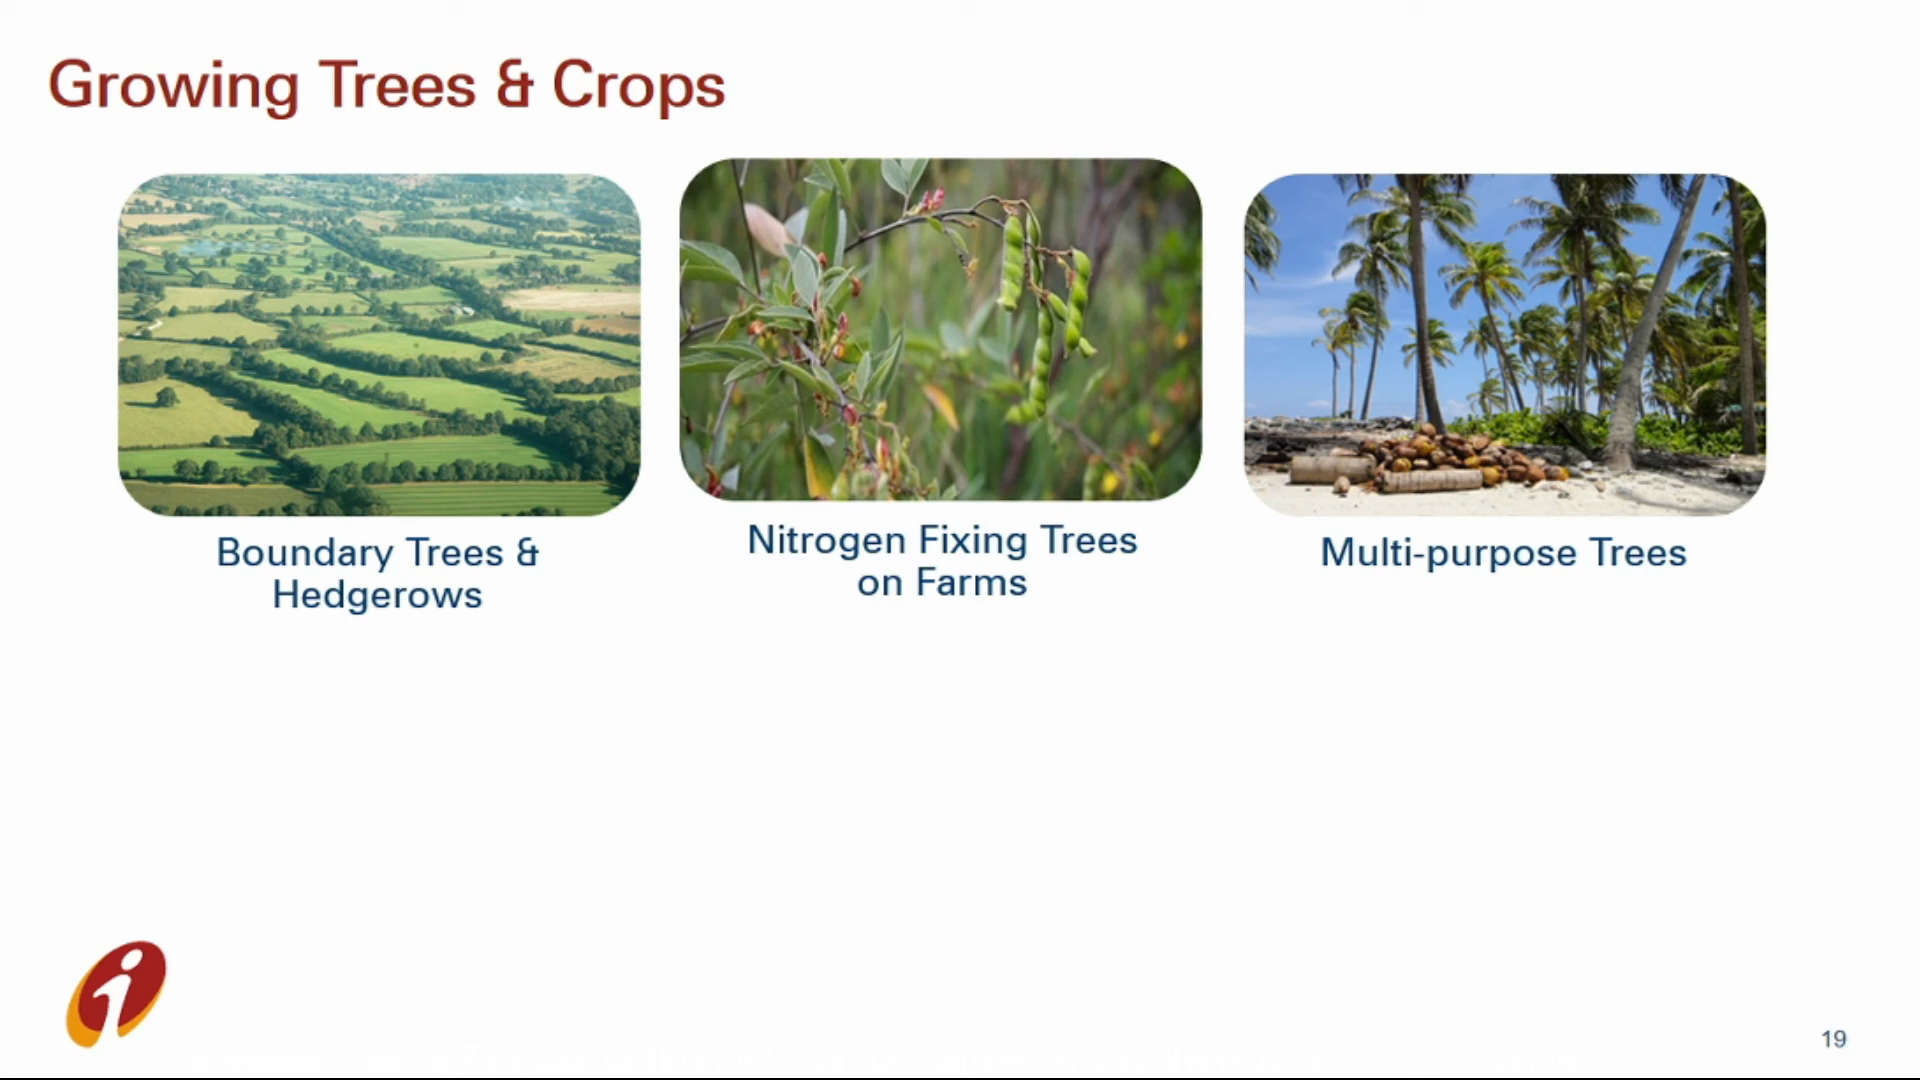 Growing Trees & Crops
Boundary Trees &
Hedgerows
Nitrogen Fixing Trees
on Farms
Multi-purpose Trees
19